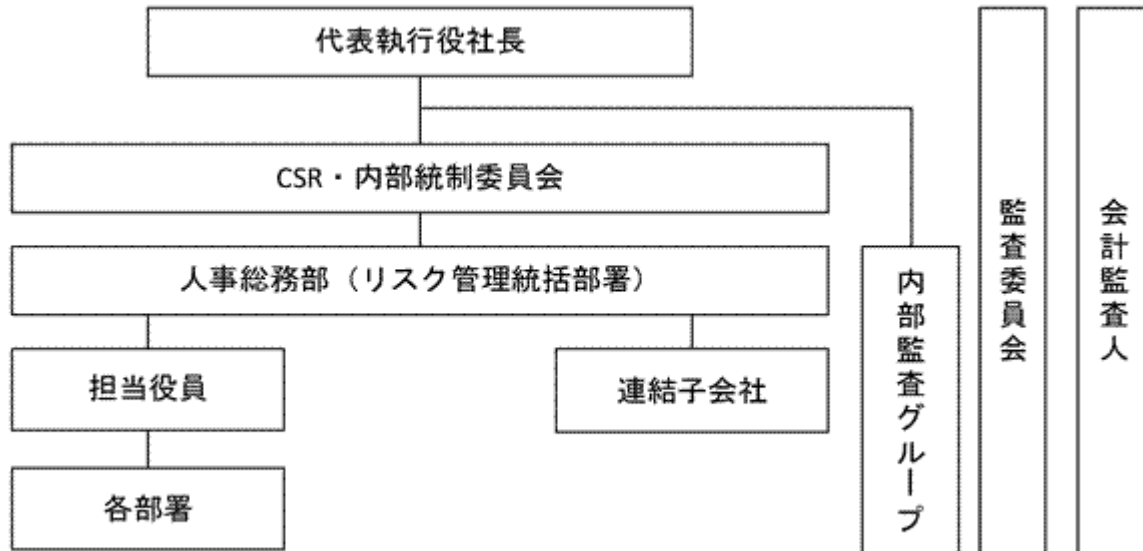 代表執行役社長
CSR・内部統制委員会
人事総務部（リスク管理統括部署）
担当役員
連結子会社
各部署
内部監査グループ
監査委員会
会計監査人